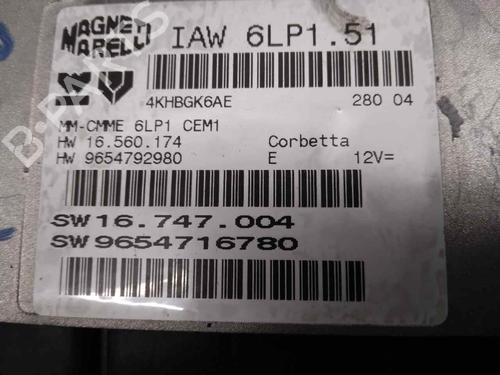 MAGNETI MARELLI
IAW 6LP1.51
4KHBGK6AE 280 04
MM-CMME 6LP1 CEM1
HW 16.560.174 Corbetta
HW 9654792980 E 12V=
SW 16.747.004
SW 9654716780
B-PARTS